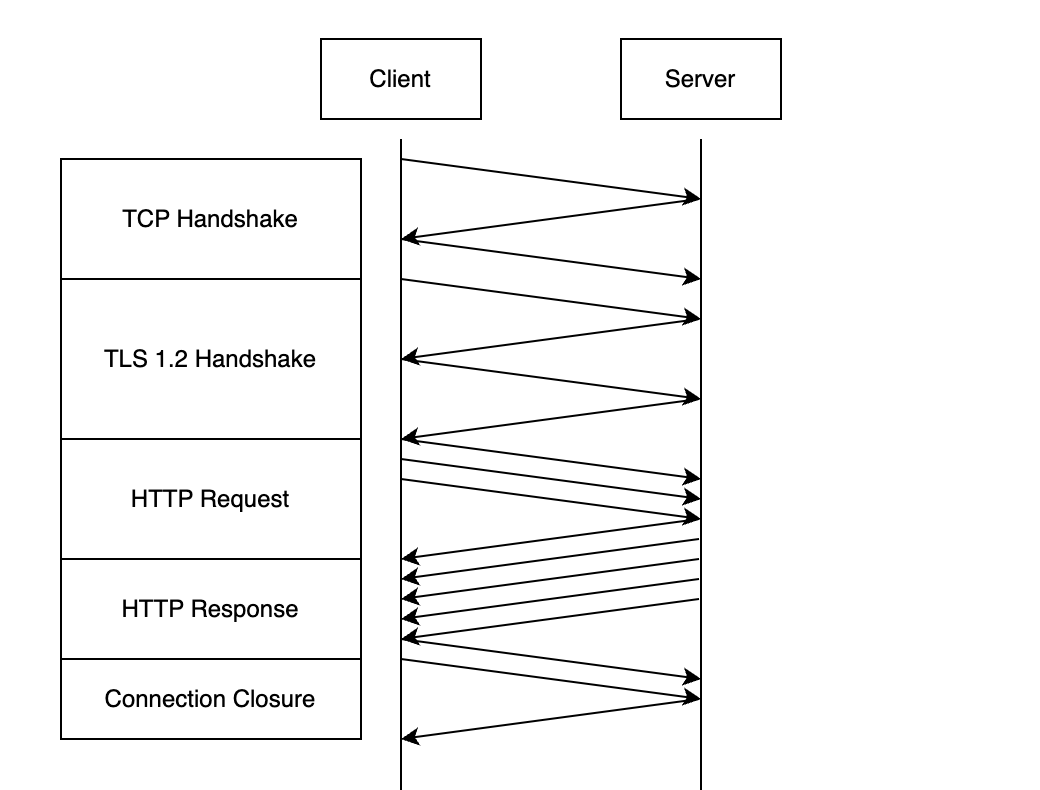 Client
Server
TCP Handshake
TLS 1.2 Handshake
HTTP Request
HTTP Response
Connection Closure